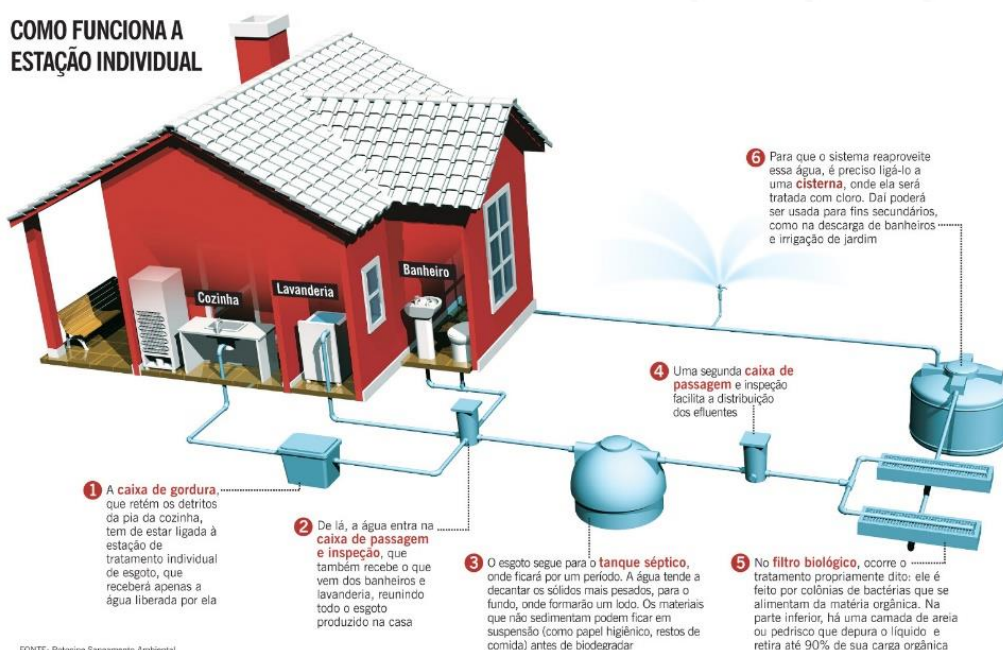 COMO FUNCIONA A
ESTAÇÃO INDIVIDUAL
Cozinha
Lavanderia
Banheiro
1 A caixa de gordura,
que retém os detritos
da pia da cozinha,
tem de estar ligada à
estação de
tratamento individual
de esgoto, que
receberá apenas a
água liberada por ela
2 De lá, a água entra na
caixa de passagem
e inspeção, que
também recebe o que
vem dos banheiros e
lavanderia, reunindo
todo o esgoto
produzido na casa
3 O esgoto segue para o tanque séptico,
onde ficará por um período. A água tende a
decantar os sólidos mais pesados, para o
fundo, onde formarão um lodo. Os materiais
que não sedimentam podem ficar em
suspensão (como papel higiênico, restos de
comida) antes de biodegradar
4 Uma segunda caixa de
passagem e inspeção
facilita a distribuição
dos efluentes
5 No filtro biológico, ocorre o
tratamento propriamente dito: ele é
feito por colônias de bactérias que se
alimentam da matéria orgânica. Na
parte inferior, há uma camada de areia
ou pedrisco que depura o líquido e
retira até 90% de sua carga orgânica
6 Para que o sistema reaproveite
essa água, é preciso ligá-lo a
uma cisterna, onde ela será
tratada com cloro. Daí poderá
ser usada para fins secundários,
como na descarga de banheiros
e irrigação de jardim
FONTE: Rotogine Saneamento Ambiental